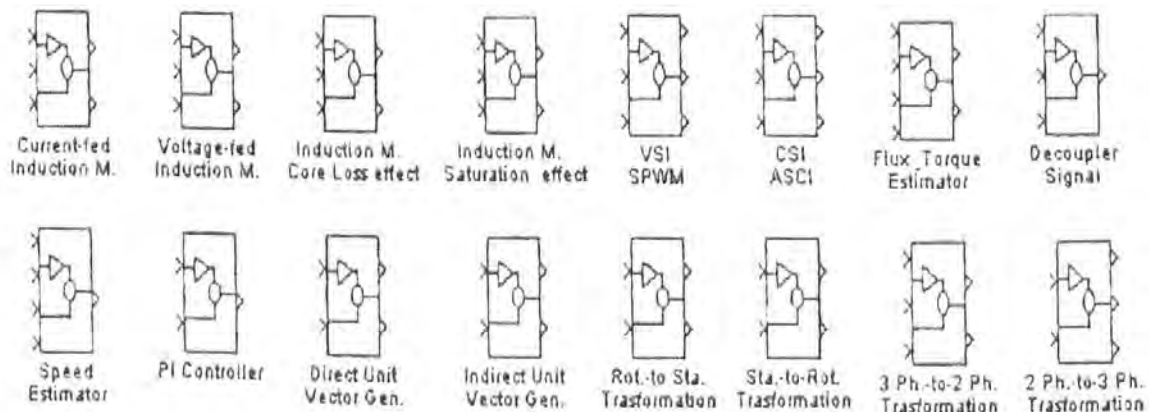 Current-fed
Induction M.
Voltage-fed
Induction M.
Induction M.
Core Loss effect
Induction M.
Saturation effect
VSI
SPWM
CSI
ASCI
Flux, Torque
Estimator
Decoupler
Signal
Speed
Estimator
PI Controller
Direct Unit
Vector Gen.
Indirect Unit
Vector Gen.
Rot.-to Sta.
Trasformation
Sta.-to-Rot.
Trasformation
3 Ph.-to-2 Ph.
Trasformation
2 Ph.-to-3 Ph.
Trasformation